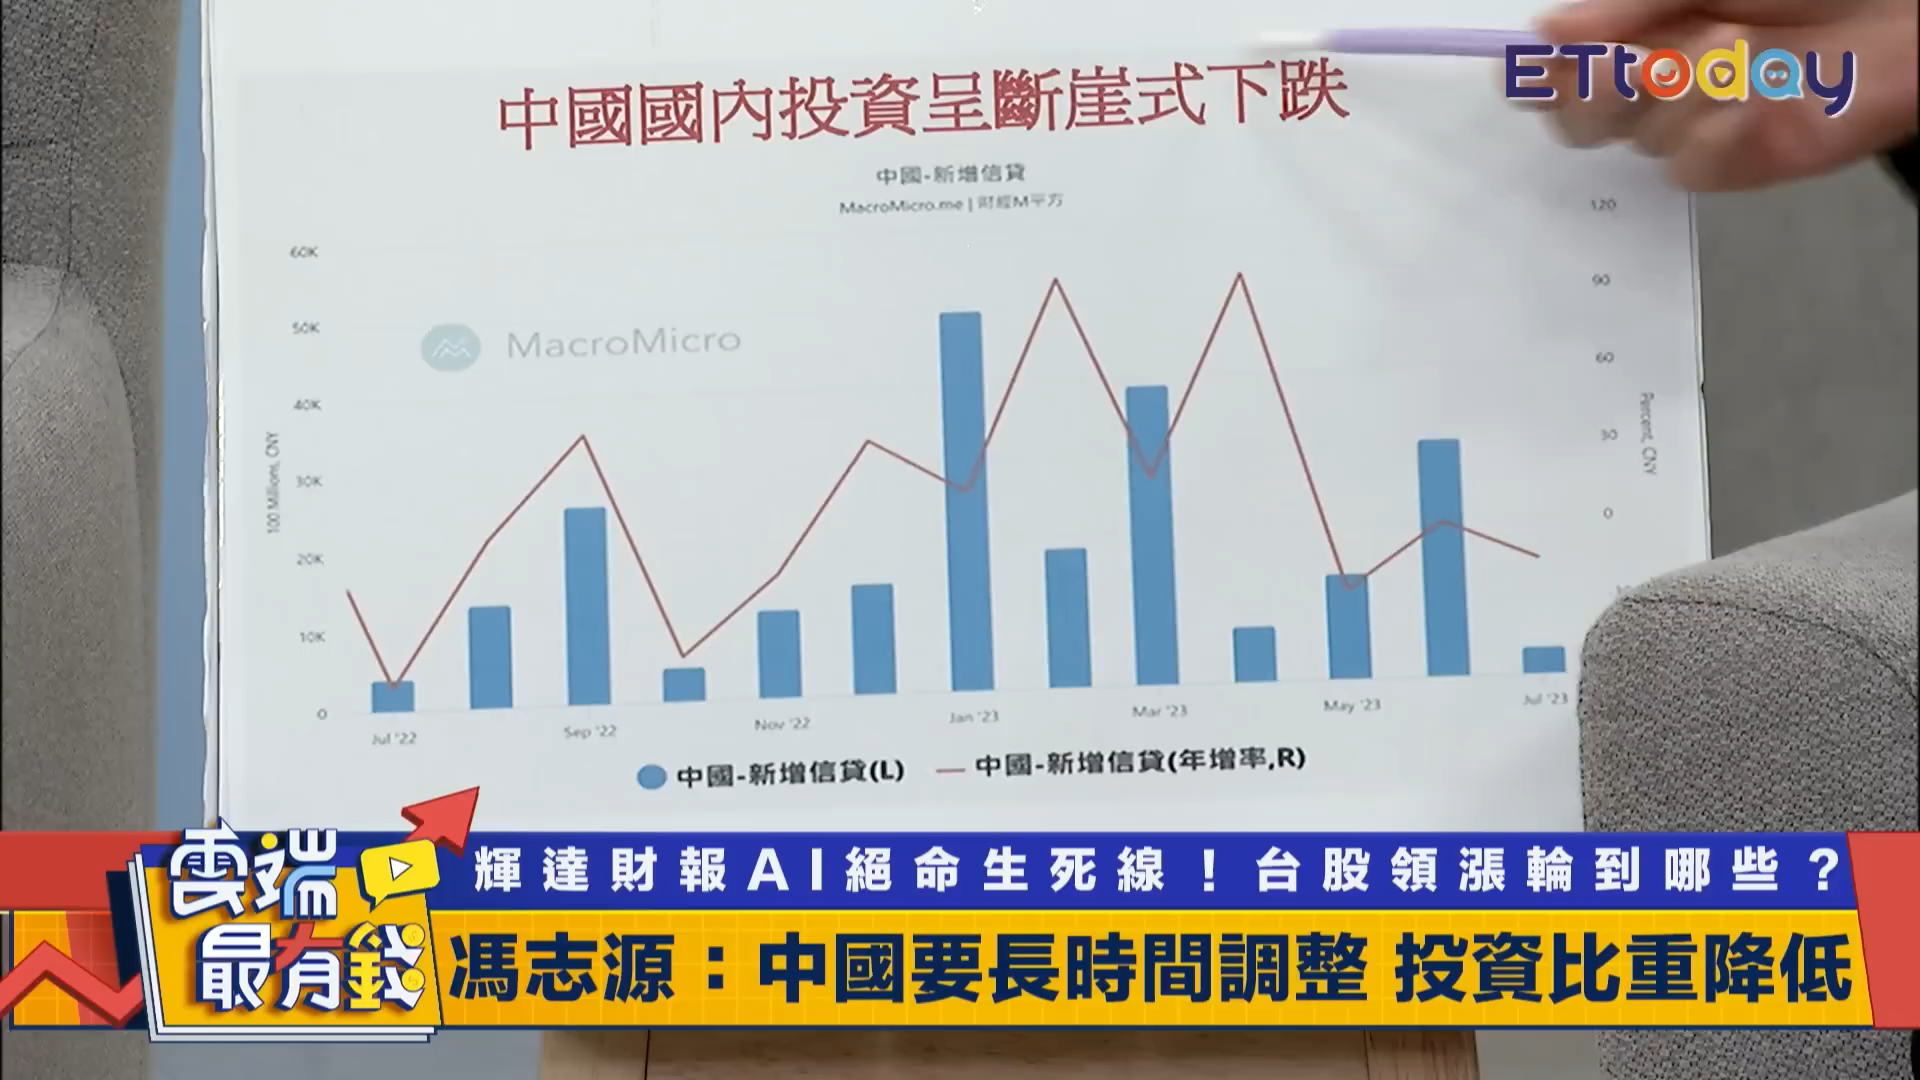 ETtoday
中國國內投資呈斷崖式下跌
中國-新增信貸
MacroMicro.me | 財經M平方
120
60K
90
50K
MacroMicro
60
40K
Percent, CNY
30
100 Millions, CNY
30K
0
20K
10K
0
Jul '22
Sep '22
Nov '22
Jan '23
Mar '23
May '23
Jul '23
中國-新增信貸(L)
中國-新增信貸(年增率,R)
雲端最有錢
輝達財報AI絕命生死線！台股領漲輪到哪些？
馮志源：中國要長時間調整 投資比重降低